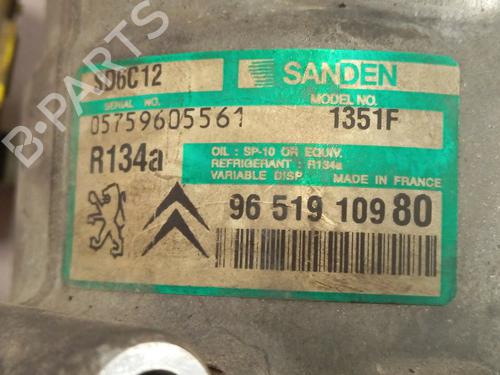 SD6C12
SANDEN
SERIAL NO.
MODEL NO.
05759605561
1351F
R134a
OIL : SP-10 OR EQUIV.
REFRIGERANT : R134a
VARIABLE DISP. MADE IN FRANCE
96 519 109 80
B-PARTS